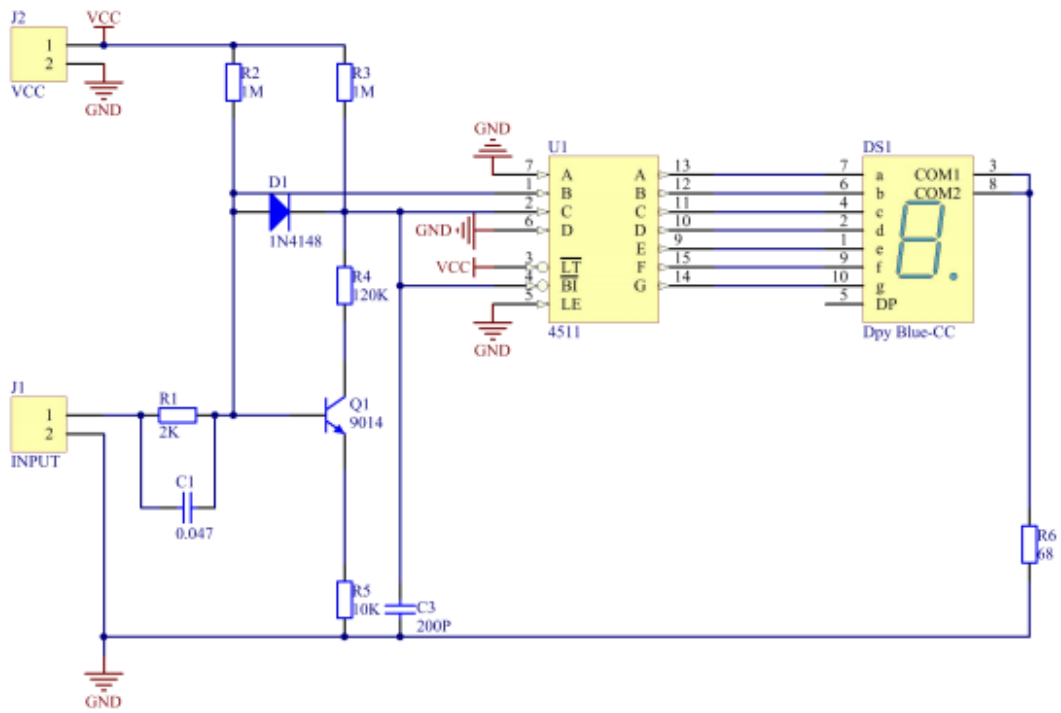 J2
VCC
1
2
VCC
GND
R2
1M
R3
1M
D1
1N4148
R4
120K
J1
1
2
INPUT
R1
2K
C1
0.047
Q1
9014
R5
10K
C3
200P
GND
GND
GND
VCC
GND
U1
7 A A 13
1 B B 12
2 C C 11
6 D D 10
E 9
3 LT F 15
4 BI G 14
5 LE
4511
DS1
7 a COM1 3
6 b COM2 8
4 c
2 d
1 e
9 f
10 g
5 DP
8.
Dpy Blue-CC
R6
68